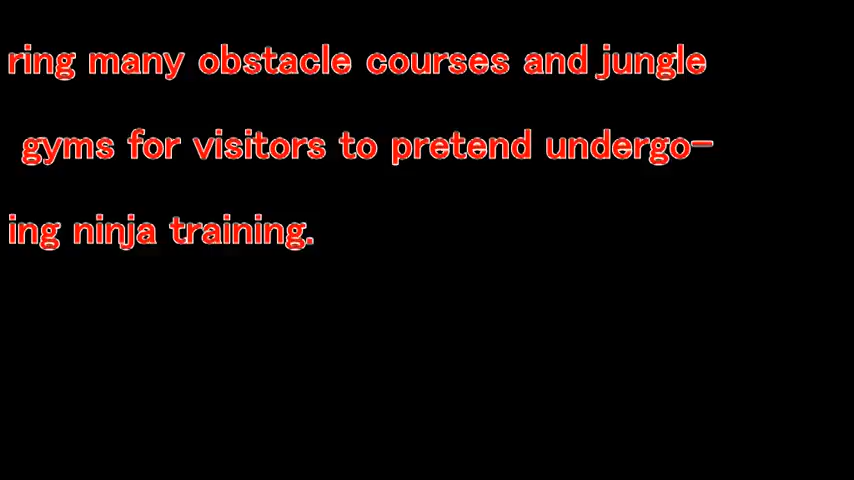 ring many obstacle courses and jungle
gyms for visitors to pretend undergo-
ing ninja training.